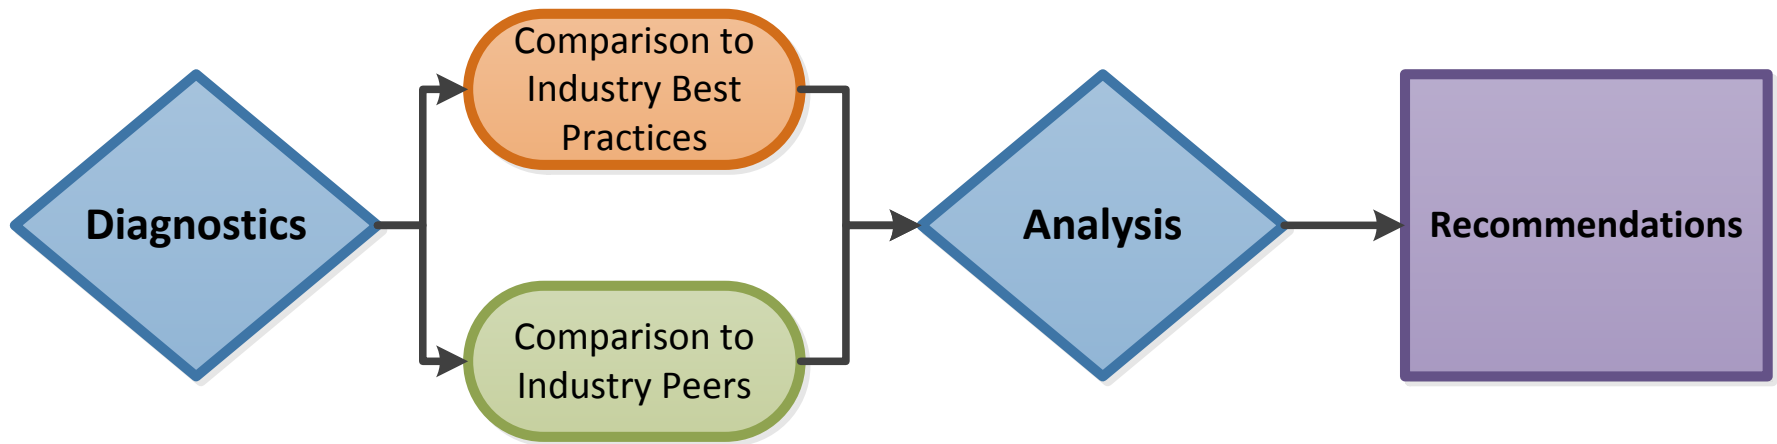 Diagnostics
Comparison to
Industry Best
Practices
Comparison to
Industry Peers
Analysis
Recommendations